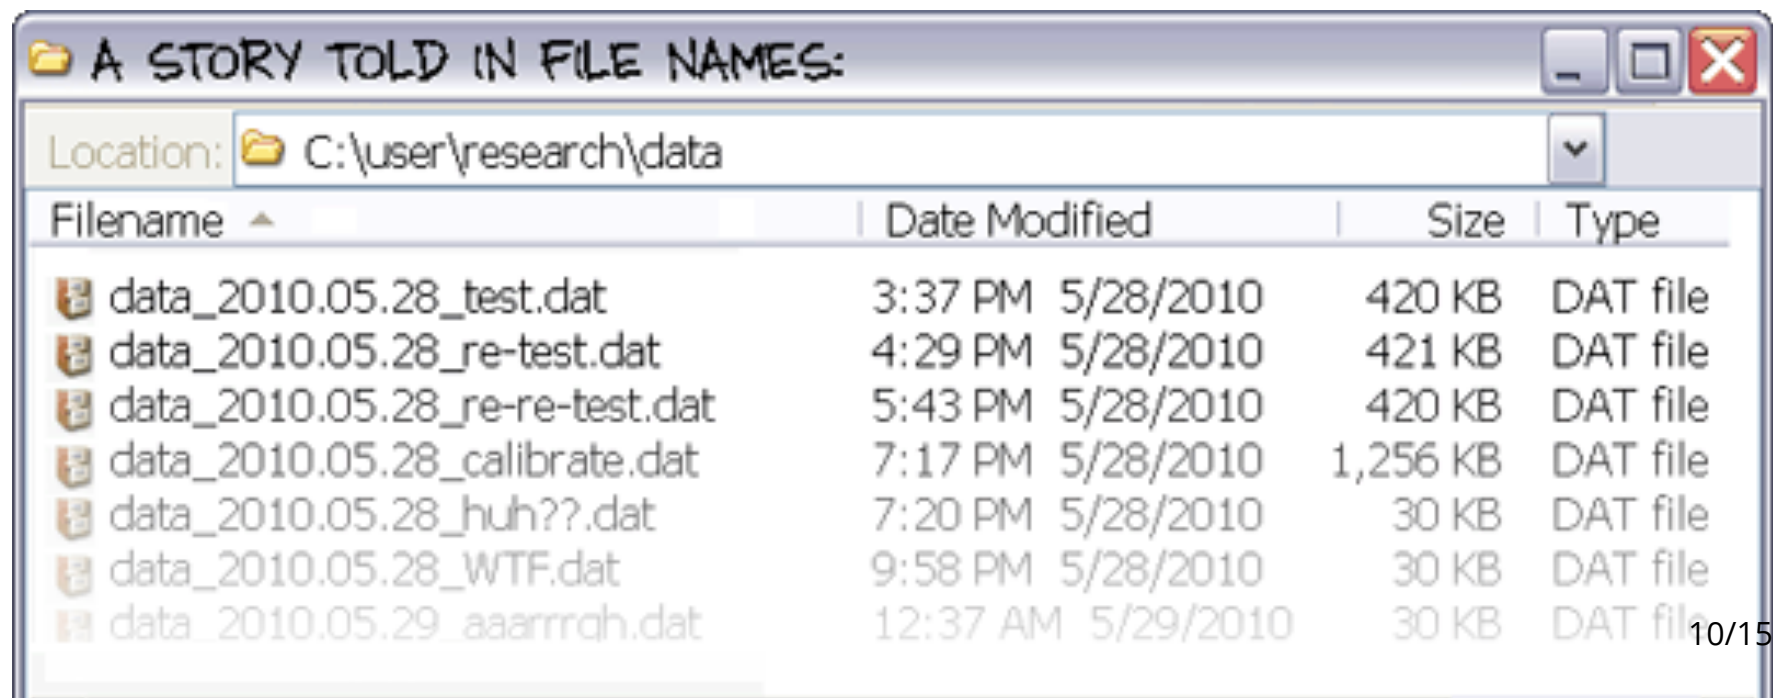 A STORY TOLD IN FILE NAMES:
Location: C:\user\research\data
Filename Date Modified Size Type
data_2010.05.28_test.dat 3:37 PM 5/28/2010 420 KB DAT file
data_2010.05.28_re-test.dat 4:29 PM 5/28/2010 421 KB DAT file
data_2010.05.28_re-re-test.dat 5:43 PM 5/28/2010 420 KB DAT file
data_2010.05.28_calibrate.dat 7:17 PM 5/28/2010 1,256 KB DAT file
data_2010.05.28_huh??.dat 7:20 PM 5/28/2010 30 KB DAT file
data_2010.05.28_WTF.dat 9:58 PM 5/28/2010 30 KB DAT file
data_2010.05.29_aaarrrgh.dat 12:37 AM 5/29/2010 30 KB DAT file
10/15